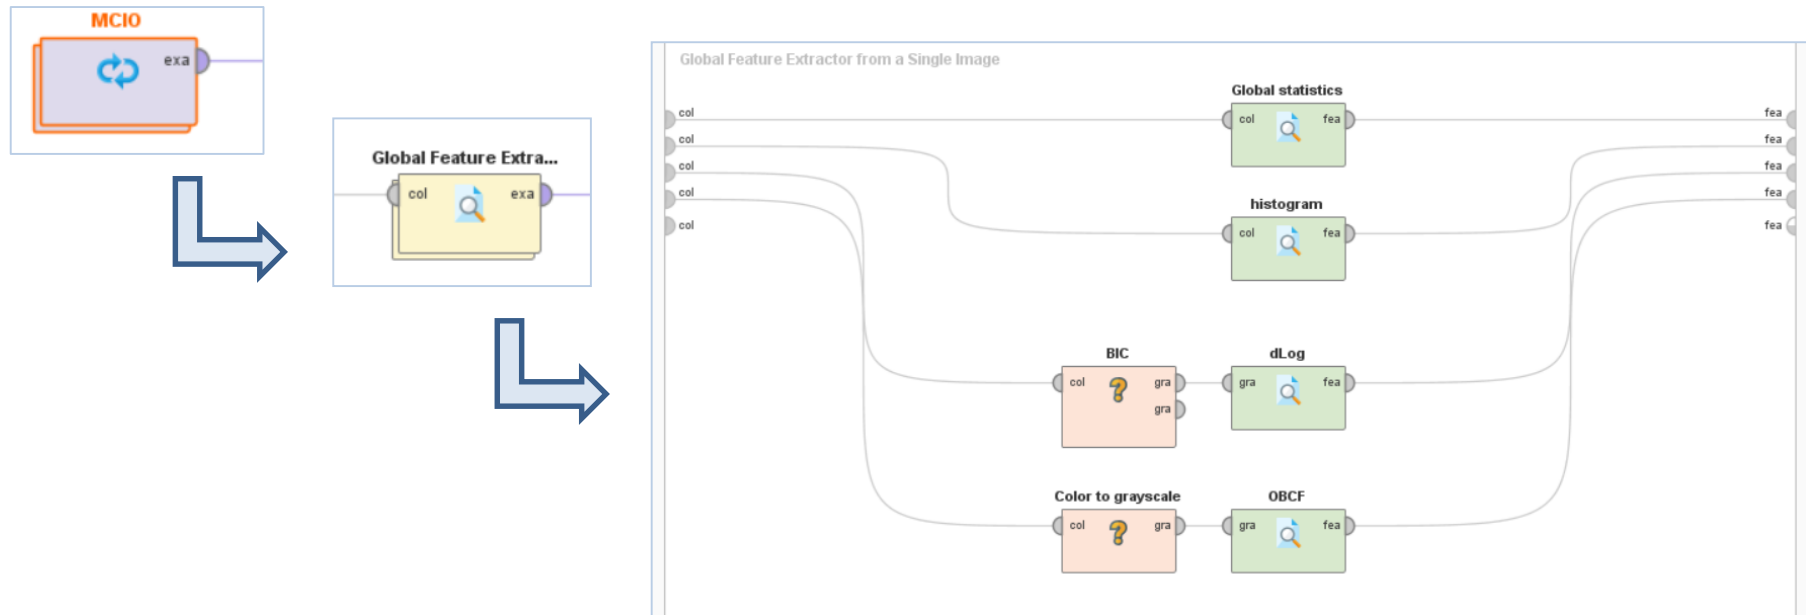 MCIO
exa
Global Feature Extra...
col exa
Global Feature Extractor from a Single Image
Global statistics
col col fea fea
col fea
col fea
histogram
col fea
col col fea fea
BIC dLog
col gra gra fea
gra
Color to grayscale OBCF
col gra gra fea